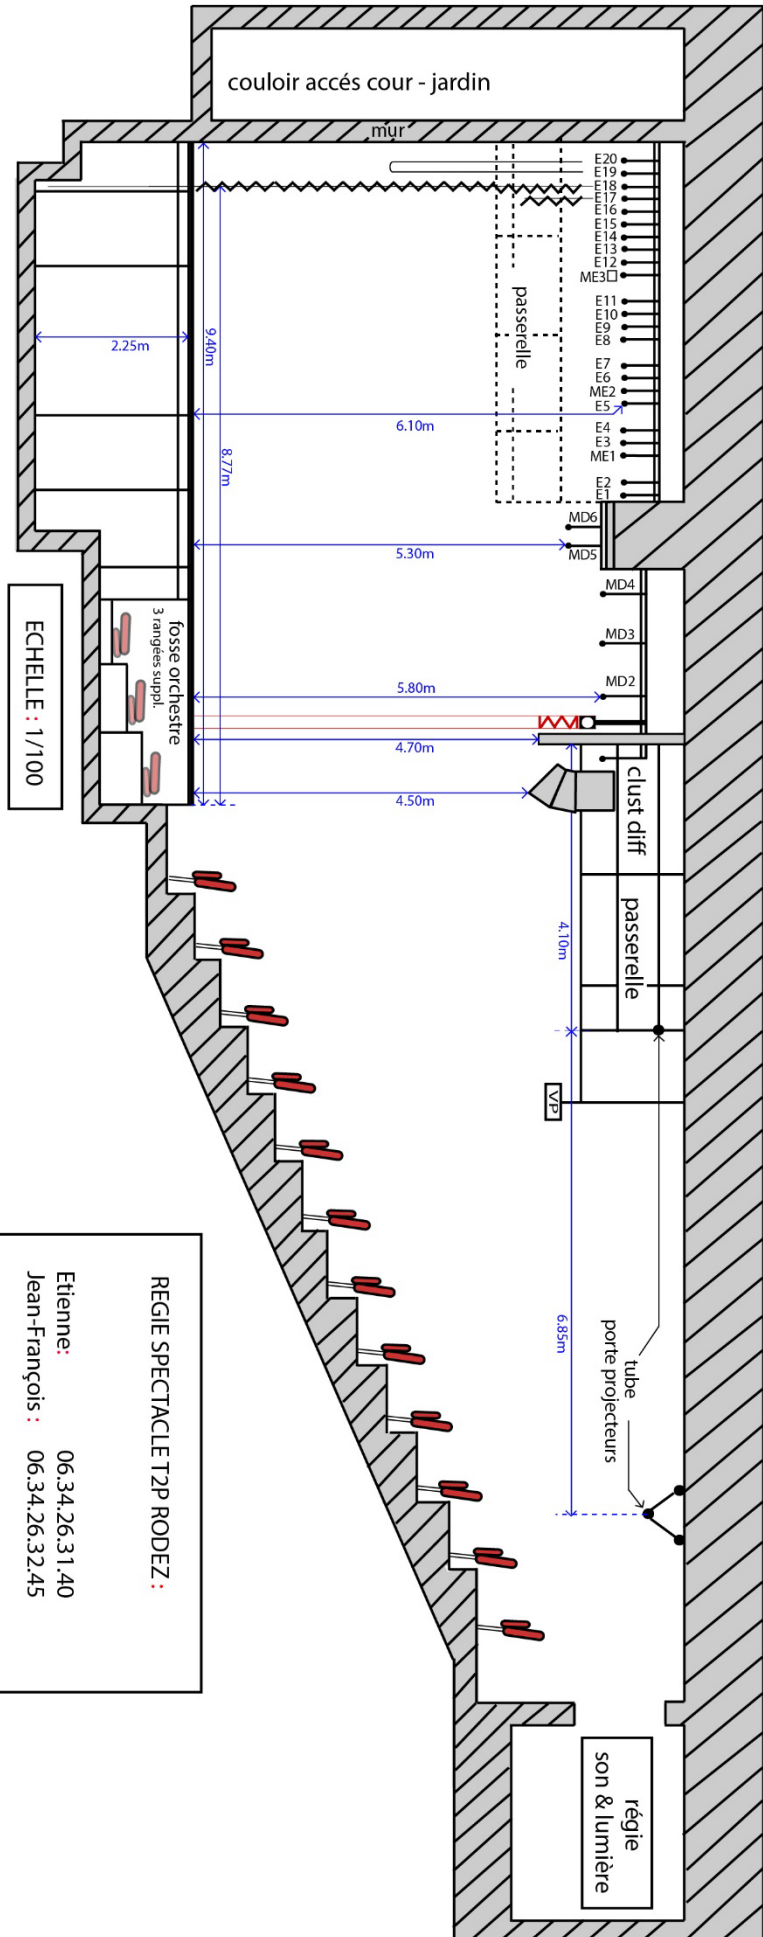 couloir accés cour - jardin
mur
E20
E19
E18
E17
E16
E15
E14
E13
E12
ME3
E11
E10
E9
E8
E7
E6
ME2
E5
E4
E3
ME1
E2
E1
passerelle
9.40m
2.25m
6.10m
8.77m
MD6
5.30m
MD5
MD4
MD3
MD2
5.80m
4.70m
4.50m
fosse orchestre
3 rangées suppl.
ECHELLE : 1/100
clust diff
passerelle
4.10m
VP
6.85m
tube
porte projecteurs
REGIE SPECTACLE T2P RODEZ :
Etienne: 06.34.26.31.40
Jean-François : 06.34.26.32.45
régie
son & lumière